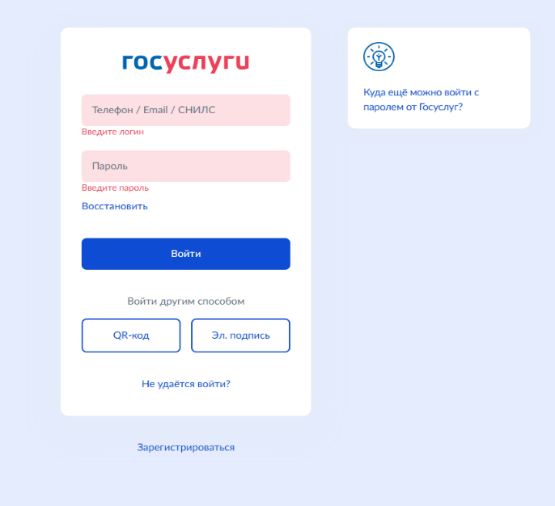 госуслуги
Телефон / Email / СНИЛС
Введите логин
Пароль
Введите пароль
Восстановить
Войти
Войти другим способом
QR-код
Эл. подпись
Не удаётся войти?
Зарегистрироваться
Куда ещё можно войти с
паролем от Госуслуг?